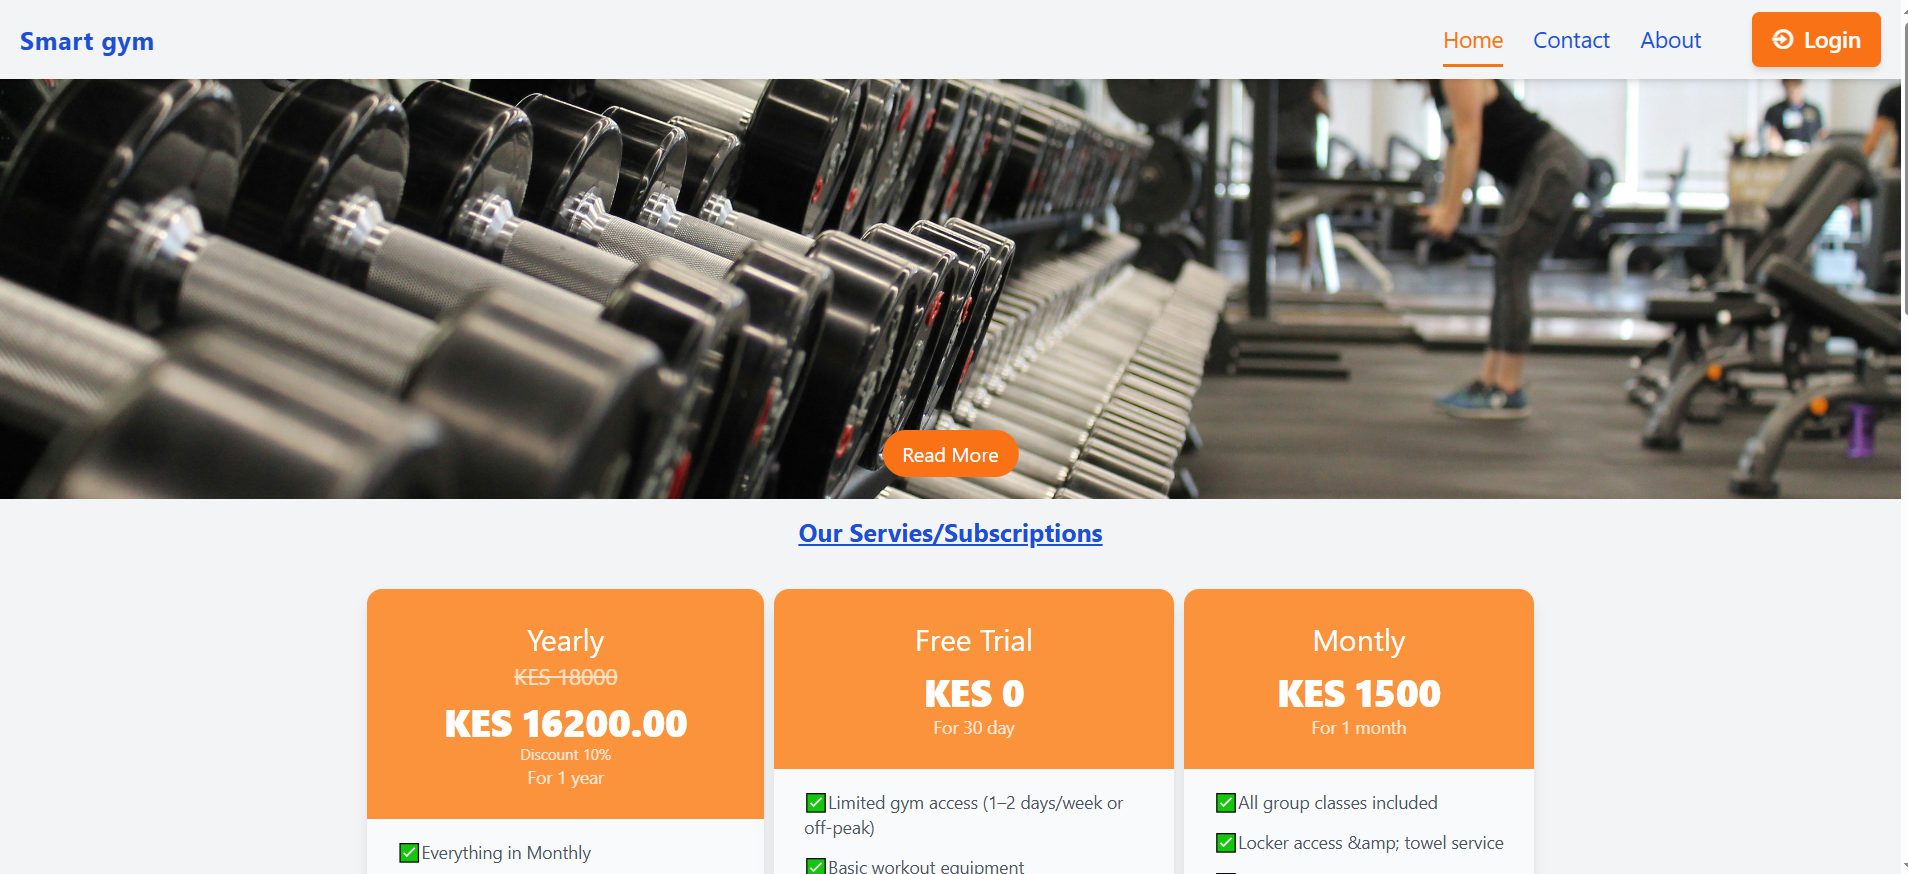 Smart gym
Home
Contact
About
Login
Read More
Our Servies/Subscriptions
Yearly
KES 18000
KES 16200.00
Discount 10%
For 1 year
✅Everything in Monthly
Free Trial
KES 0
For 30 day
✅Limited gym access (1–2 days/week or
off-peak)
✅Basic workout equipment
Montly
KES 1500
For 1 month
✅All group classes included
✅Locker access &amp; towel service